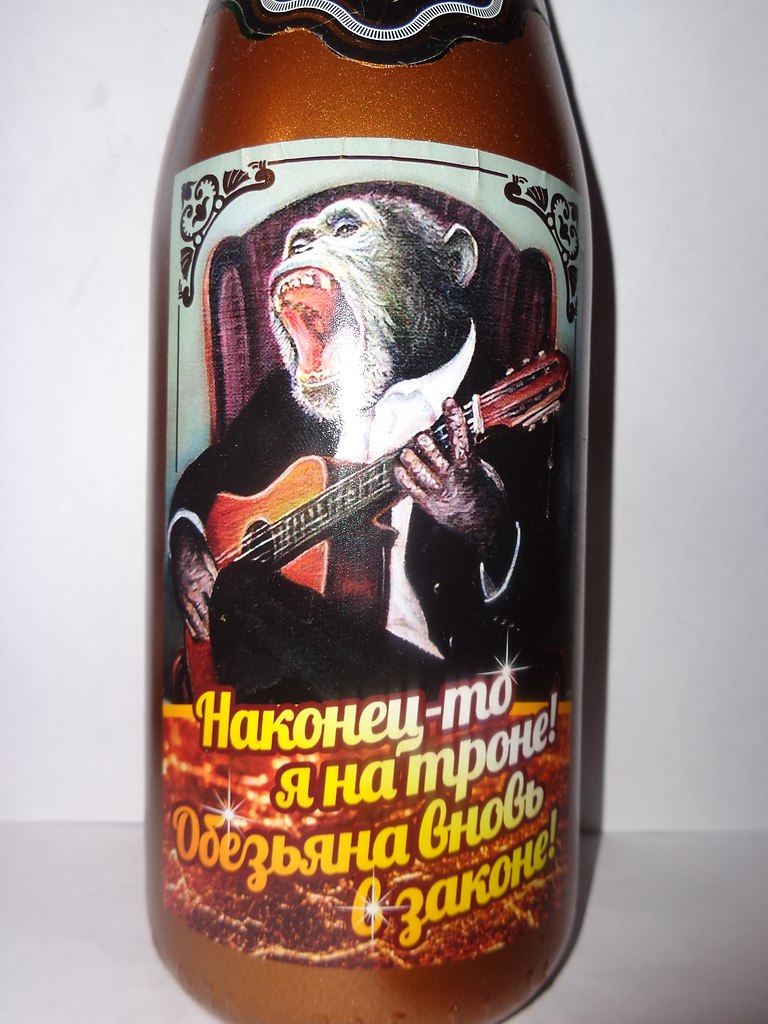 Наконец-то
я на троне!
Обезьяна вновь
в законе!